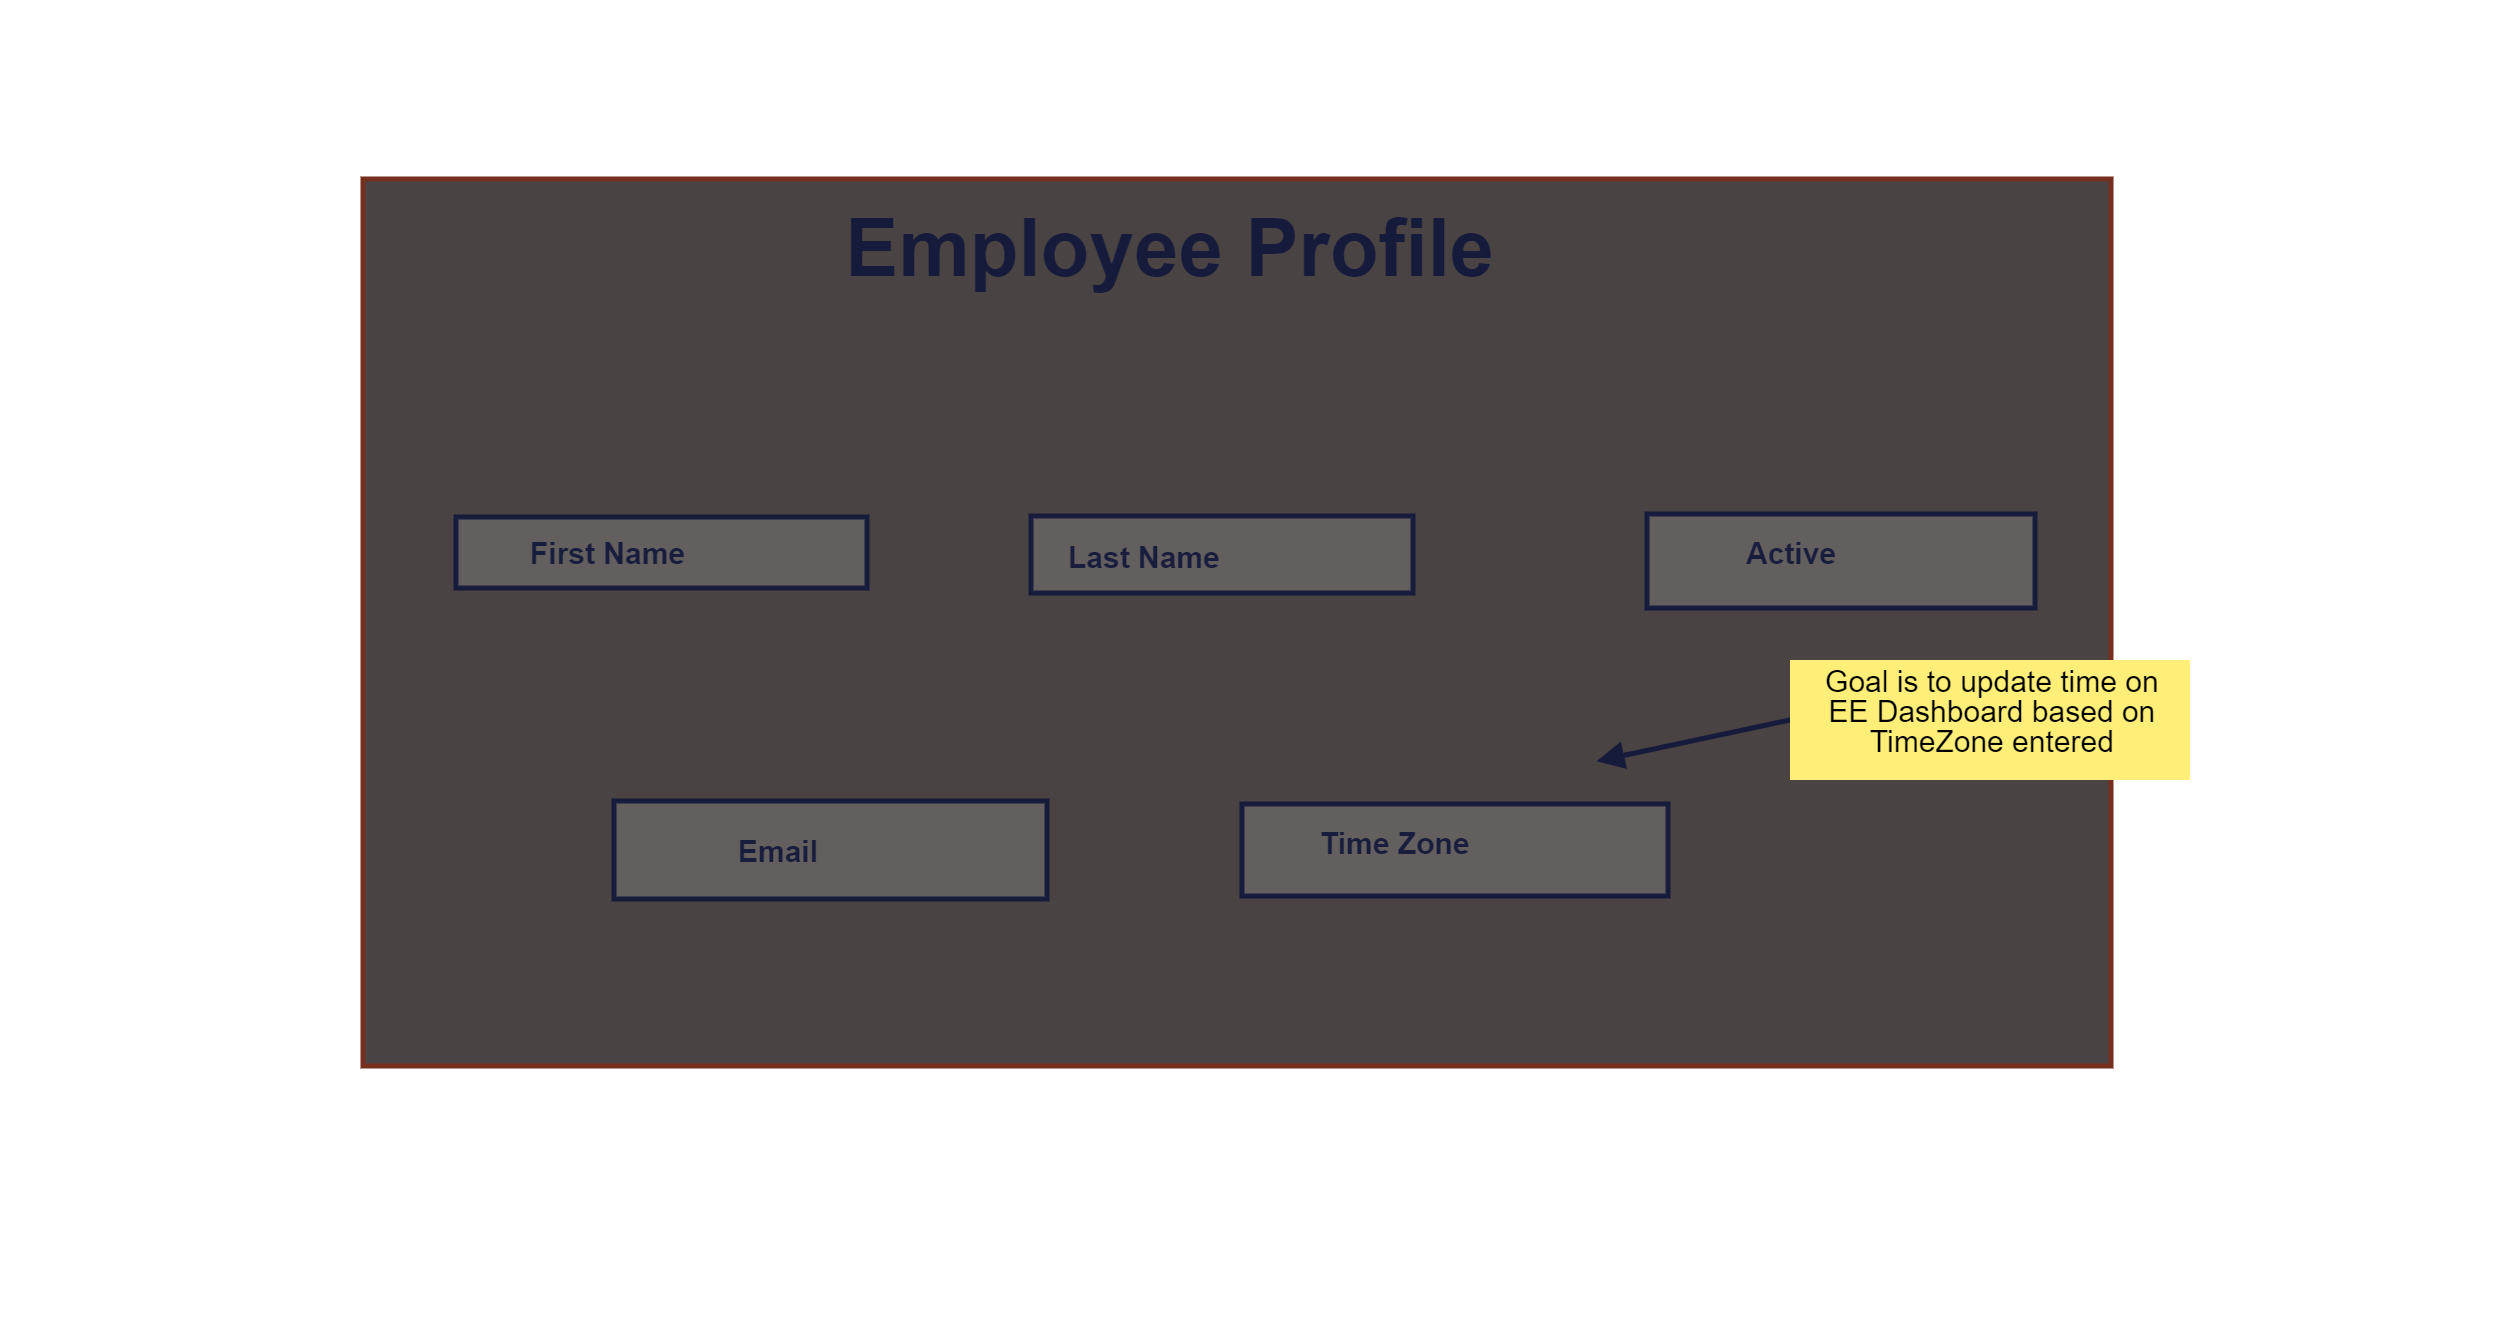 Employee Profile
First Name
Last Name
Active
Goal is to update time on
EE Dashboard based on
TimeZone entered
Email
Time Zone